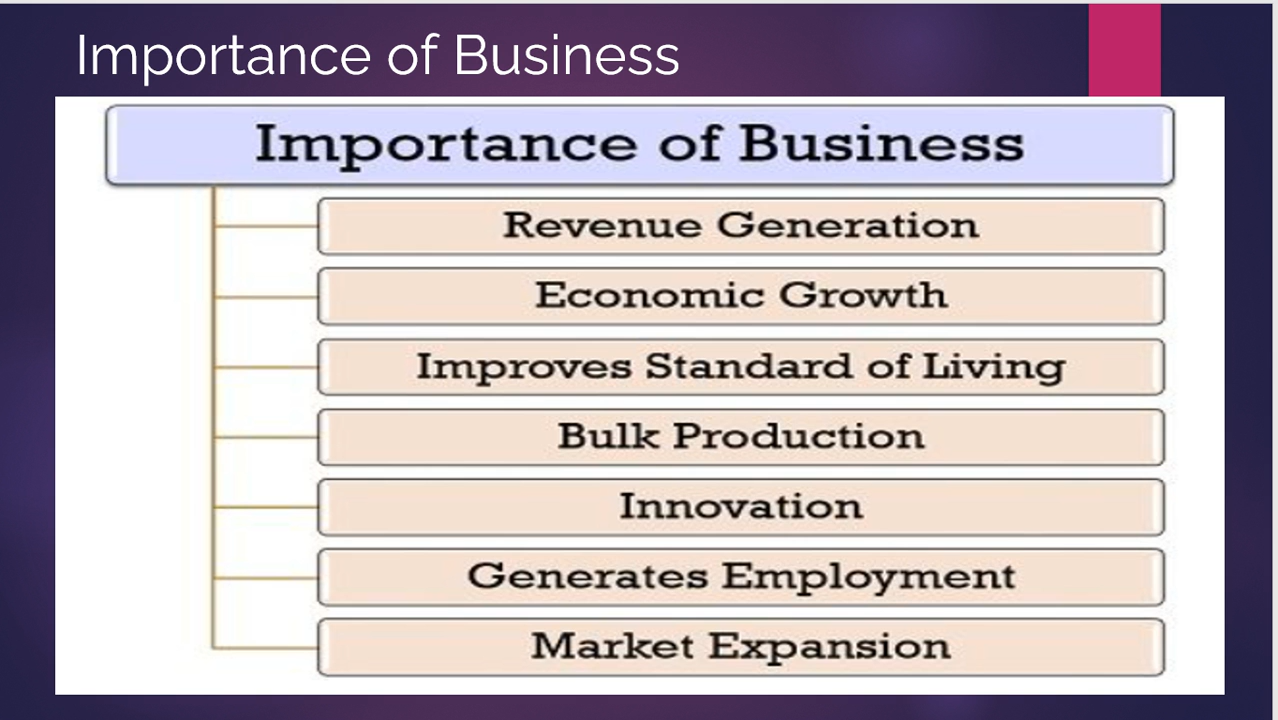 Importance of Business
Importance of Business
Revenue Generation
Economic Growth
Improves Standard of Living
Bulk Production
Innovation
Generates Employment
Market Expansion